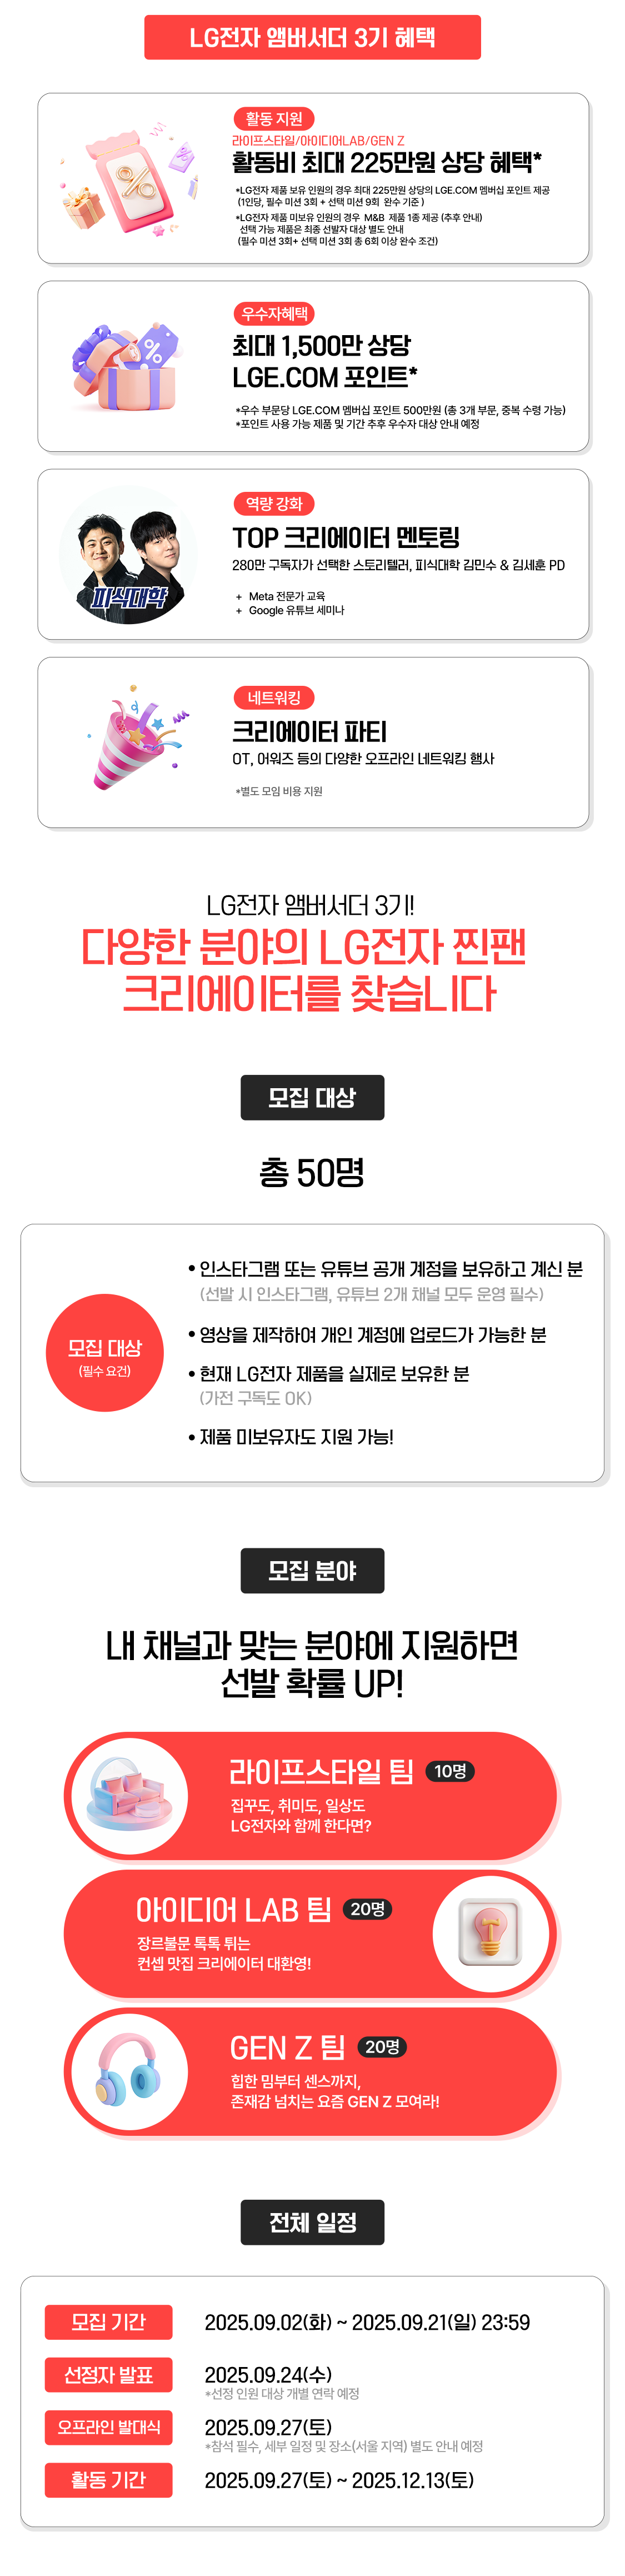 LG전자 앰버서더 3기 혜택
활동 지원
라이프스타일/아이디어LAB/GEN Z
활동비 최대 225만원 상당 혜택*
*LG전자 제품 보유 인원의 경우 최대 225만원 상당의 LGE.COM 멤버십 포인트 제공
(1인당, 필수 미션 3회 + 선택 미션 9회 완수 기준 )
*LG전자 제품 미보유 인원의 경우 M&B 제품 1종 제공 (추후 안내)
선택 가능 제품은 최종 선발자 대상 별도 안내
(필수 미션 3회+ 선택 미션 3회 총 6회 이상 완수 조건)
우수자혜택
최대 1,500만 상당
LGE.COM 포인트*
*우수 부문당 LGE.COM 멤버십 포인트 500만원 (총 3개 부문, 중복 수령 가능)
*포인트 사용 가능 제품 및 기간 추후 우수자 대상 안내 예정
역량 강화
TOP 크리에이터 멘토링
280만 구독자가 선택한 스토리텔러, 피식대학 김민수 & 김세훈 PD
피식대학
+ Meta 전문가 교육
+ Google 유튜브 세미나
네트워킹
크리에이터 파티
OT, 어워즈 등의 다양한 오프라인 네트워킹 행사
*별도 모임 비용 지원
LG전자 앰버서더 3기!
다양한 분야의 LG전자 찐팬
크리에이터를 찾습니다
모집 대상
총 50명
모집 대상
(필수 요건)
• 인스타그램 또는 유튜브 공개 계정을 보유하고 계신 분
(선발 시 인스타그램, 유튜브 2개 채널 모두 운영 필수)
• 영상을 제작하여 개인 계정에 업로드가 가능한 분
• 현재 LG전자 제품을 실제로 보유한 분
(가전 구독도 OK)
• 제품 미보유자도 지원 가능!
모집 분야
내 채널과 맞는 분야에 지원하면
선발 확률 UP!
라이프스타일 팀 10명
집꾸도, 취미도, 일상도
LG전자와 함께 한다면?
아이디어 LAB 팀 20명
장르불문 톡톡 튀는
컨셉 맛집 크리에이터 대환영!
GEN Z 팀 20명
힙한 밈부터 센스까지,
존재감 넘치는 요즘 GEN Z 모여라!
전체 일정
모집 기간 2025.09.02(화) ~ 2025.09.21(일) 23:59
선정자 발표 2025.09.24(수)
*선정 인원 대상 개별 연락 예정
오프라인 발대식 2025.09.27(토)
*참석 필수, 세부 일정 및 장소(서울 지역) 별도 안내 예정
활동 기간 2025.09.27(토) ~ 2025.12.13(토)